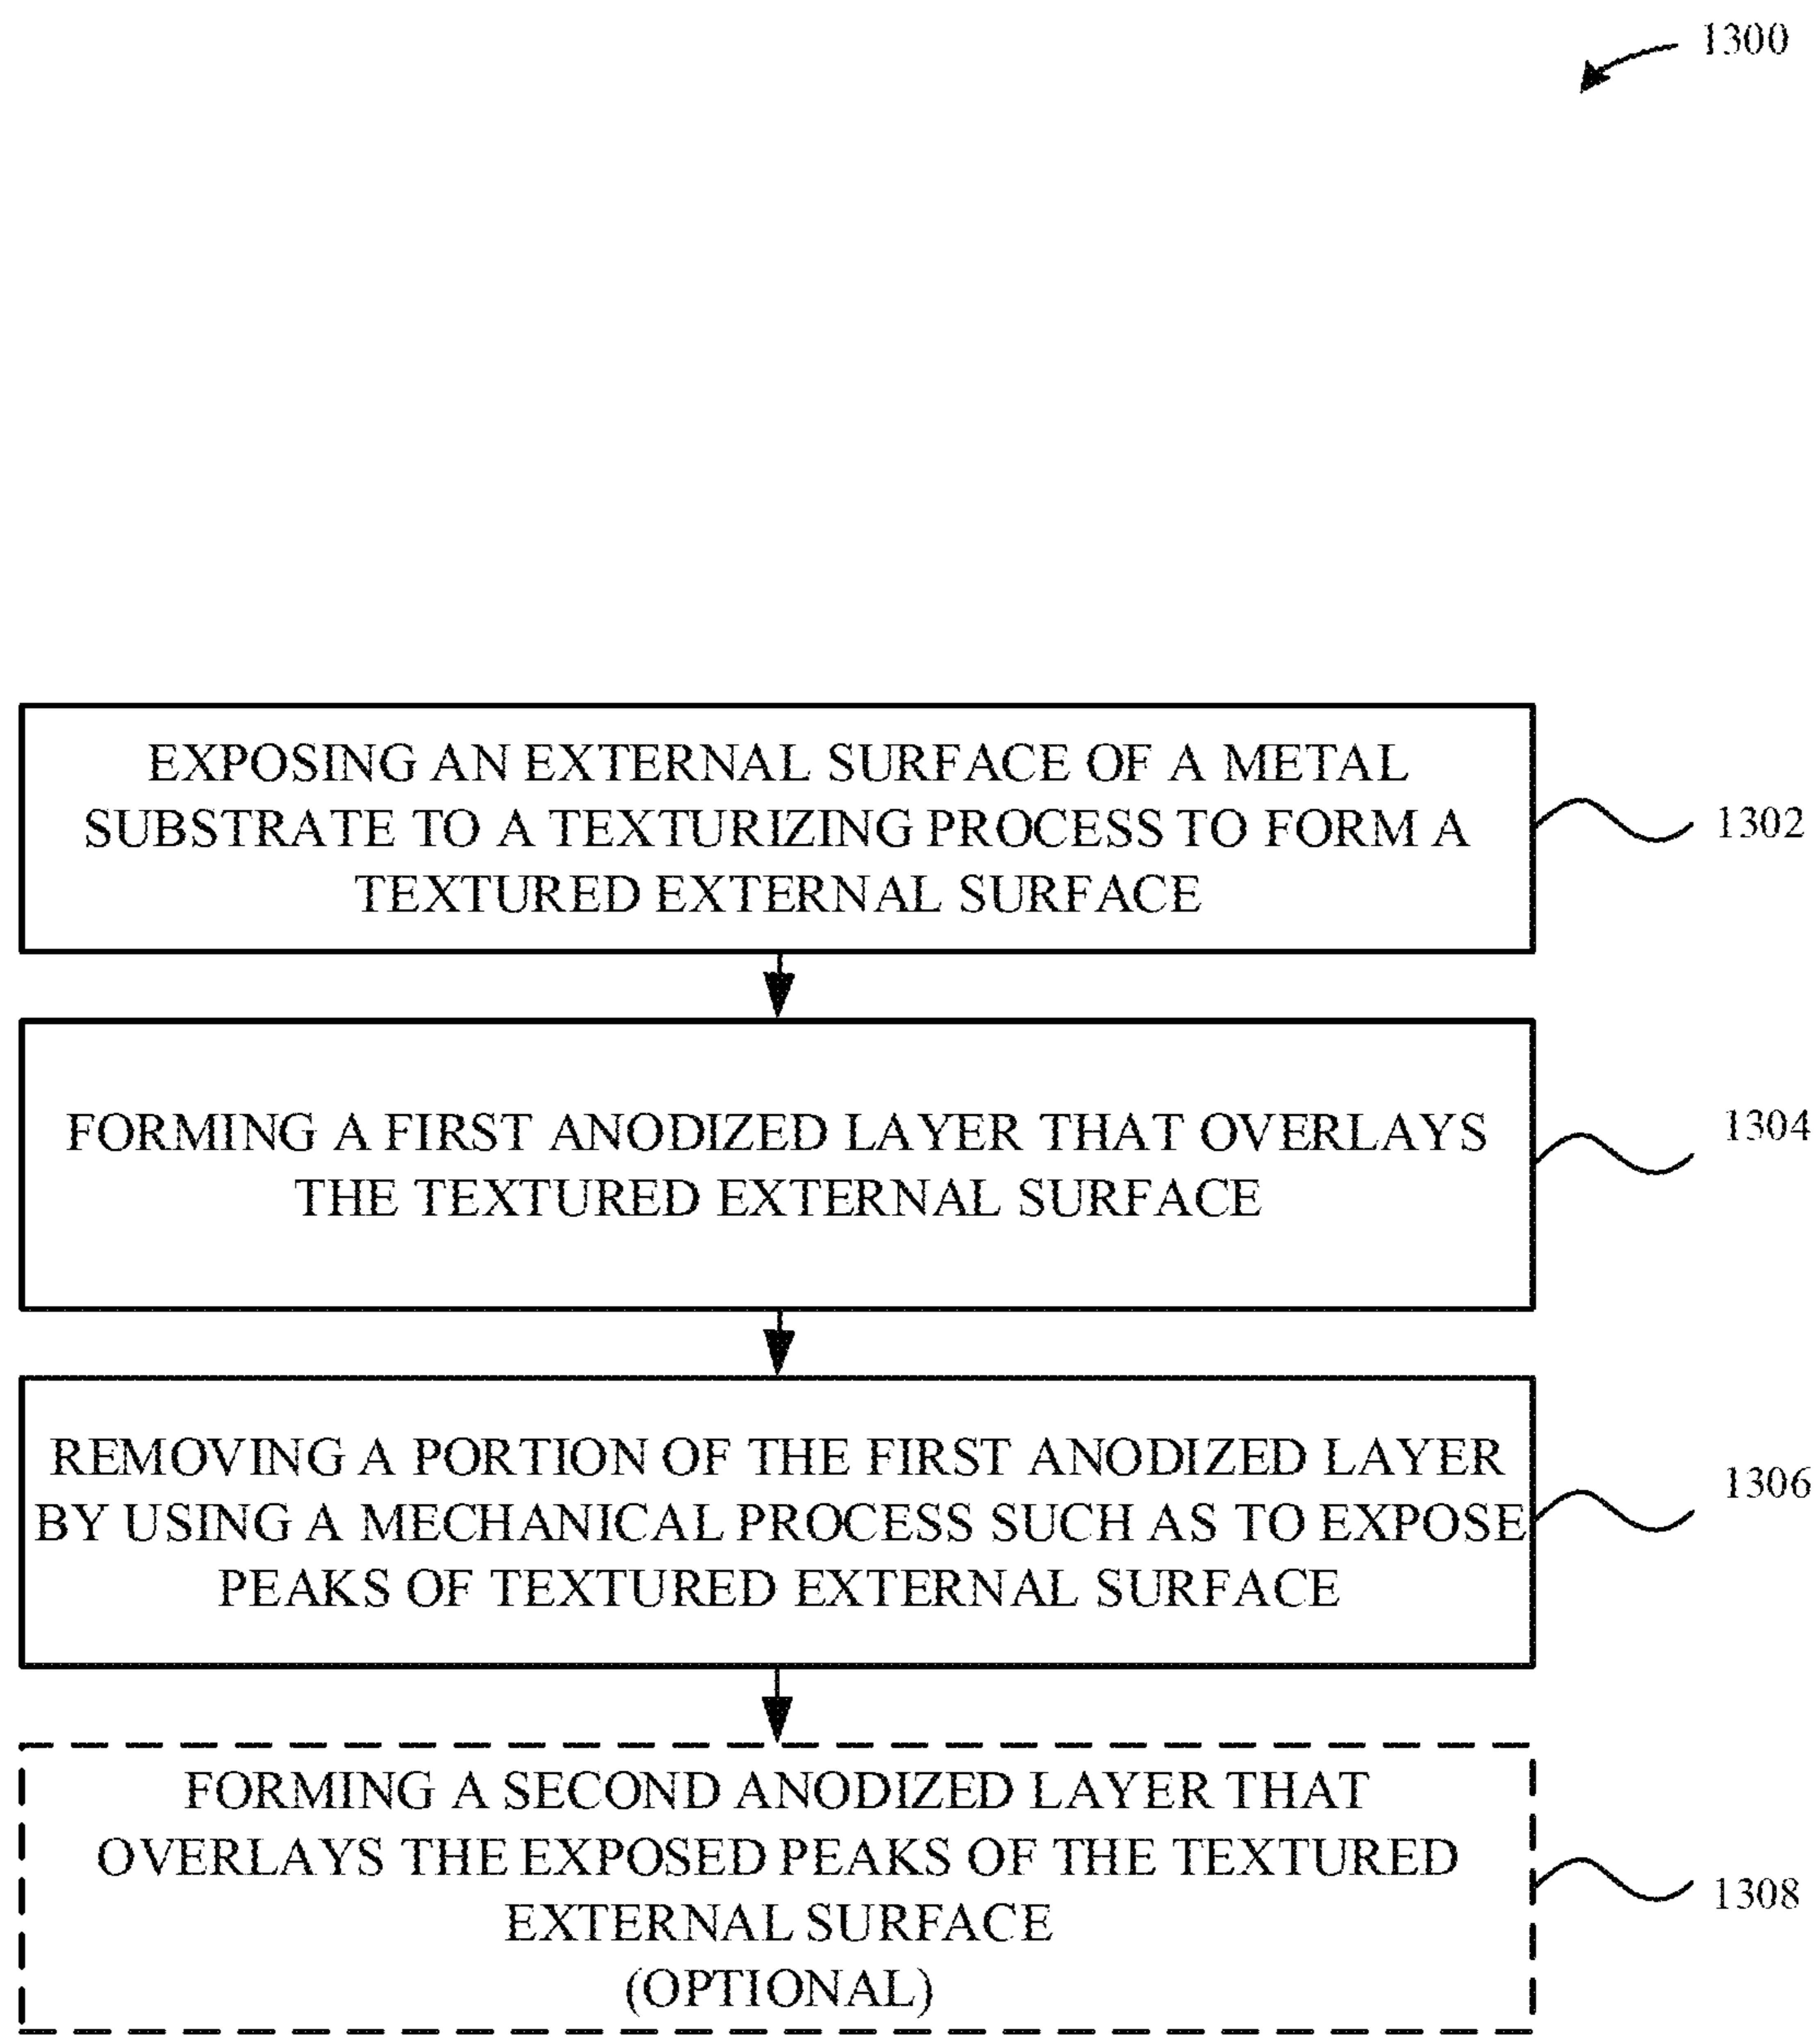 1300
EXPOSING AN EXTERNAL SURFACE OF A METAL
SUBSTRATE TO A TEXTURIZING PROCESS TO FORM A
TEXTURED EXTERNAL SURFACE
1302
FORMING A FIRST ANODIZED LAYER THAT OVERLAYS
THE TEXTURED EXTERNAL SURFACE
1304
REMOVING A PORTION OF THE FIRST ANODIZED LAYER
BY USING A MECHANICAL PROCESS SUCH AS TO EXPOSE
PEAKS OF TEXTURED EXTERNAL SURFACE
1306
FORMING A SECOND ANODIZED LAYER THAT
OVERLAYS THE EXPOSED PEAKS OF THE TEXTURED
EXTERNAL SURFACE
(OPTIONAL)
1308